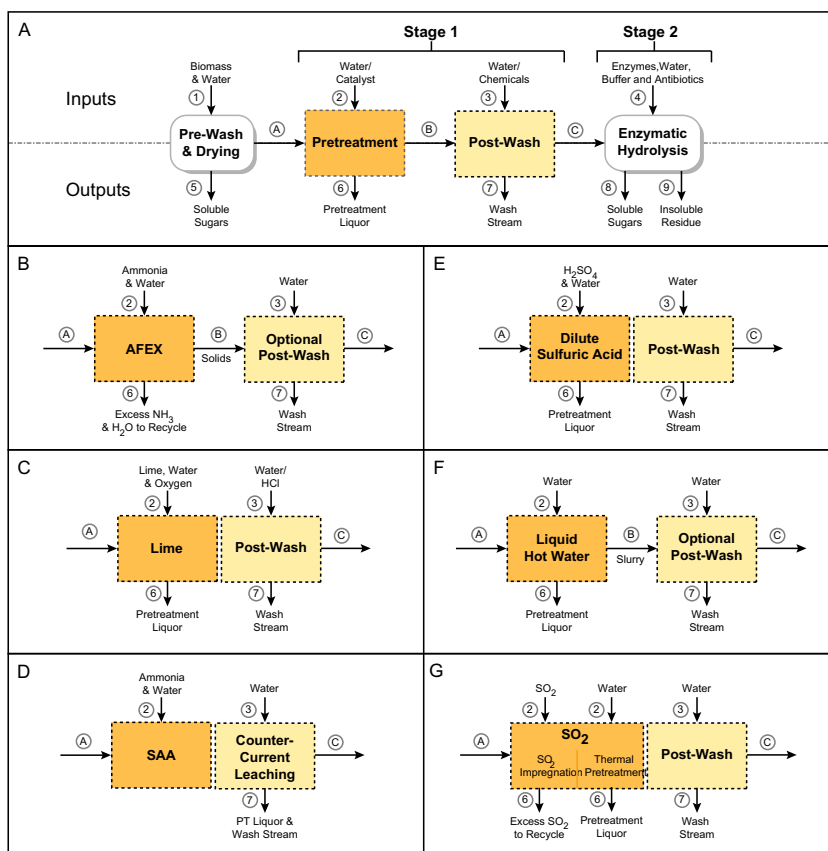 A
Stage 1
Stage 2
Biomass
& Water
Water/
Catalyst
Water/
Chemicals
Enzymes,Water,
Buffer and Antibiotics
1
2
3
4
Inputs
Pre-Wash
& Drying
A
Pretreatment
B
Post-Wash
C
Enzymatic
Hydrolysis
Outputs
5
6
7
8
9
Soluble
Sugars
Pretreatment
Liquor
Wash
Stream
Soluble
Sugars
Insoluble
Residue
B
Ammonia
& Water
Water
2
3
A
AFEX
B
Solids
Optional
Post-Wash
C
6
7
Excess NH3
& H2O to Recycle
Wash
Stream
E
H2SO4
& Water
Water
2
3
A
Dilute
Sulfuric Acid
Post-Wash
C
6
7
Pretreatment
Liquor
Wash
Stream
C
Lime, Water
& Oxygen
Water/
HCl
2
3
A
Lime
Post-Wash
C
6
7
Pretreatment
Liquor
Wash
Stream
F
Water
Water
2
3
A
Liquid
Hot Water
B
Slurry
Optional
Post-Wash
C
6
7
Pretreatment
Liquor
Wash
Stream
D
Ammonia
& Water
Water
2
3
A
SAA
Counter-
Current
Leaching
C
7
PT Liquor &
Wash Stream
G
SO2
Water
Water
2
2
3
A
SO2
SO2
Impregnation
Thermal
Pretreatment
Post-Wash
C
6
6
7
Excess SO2
to Recycle
Pretreatment
Liquor
Wash
Stream